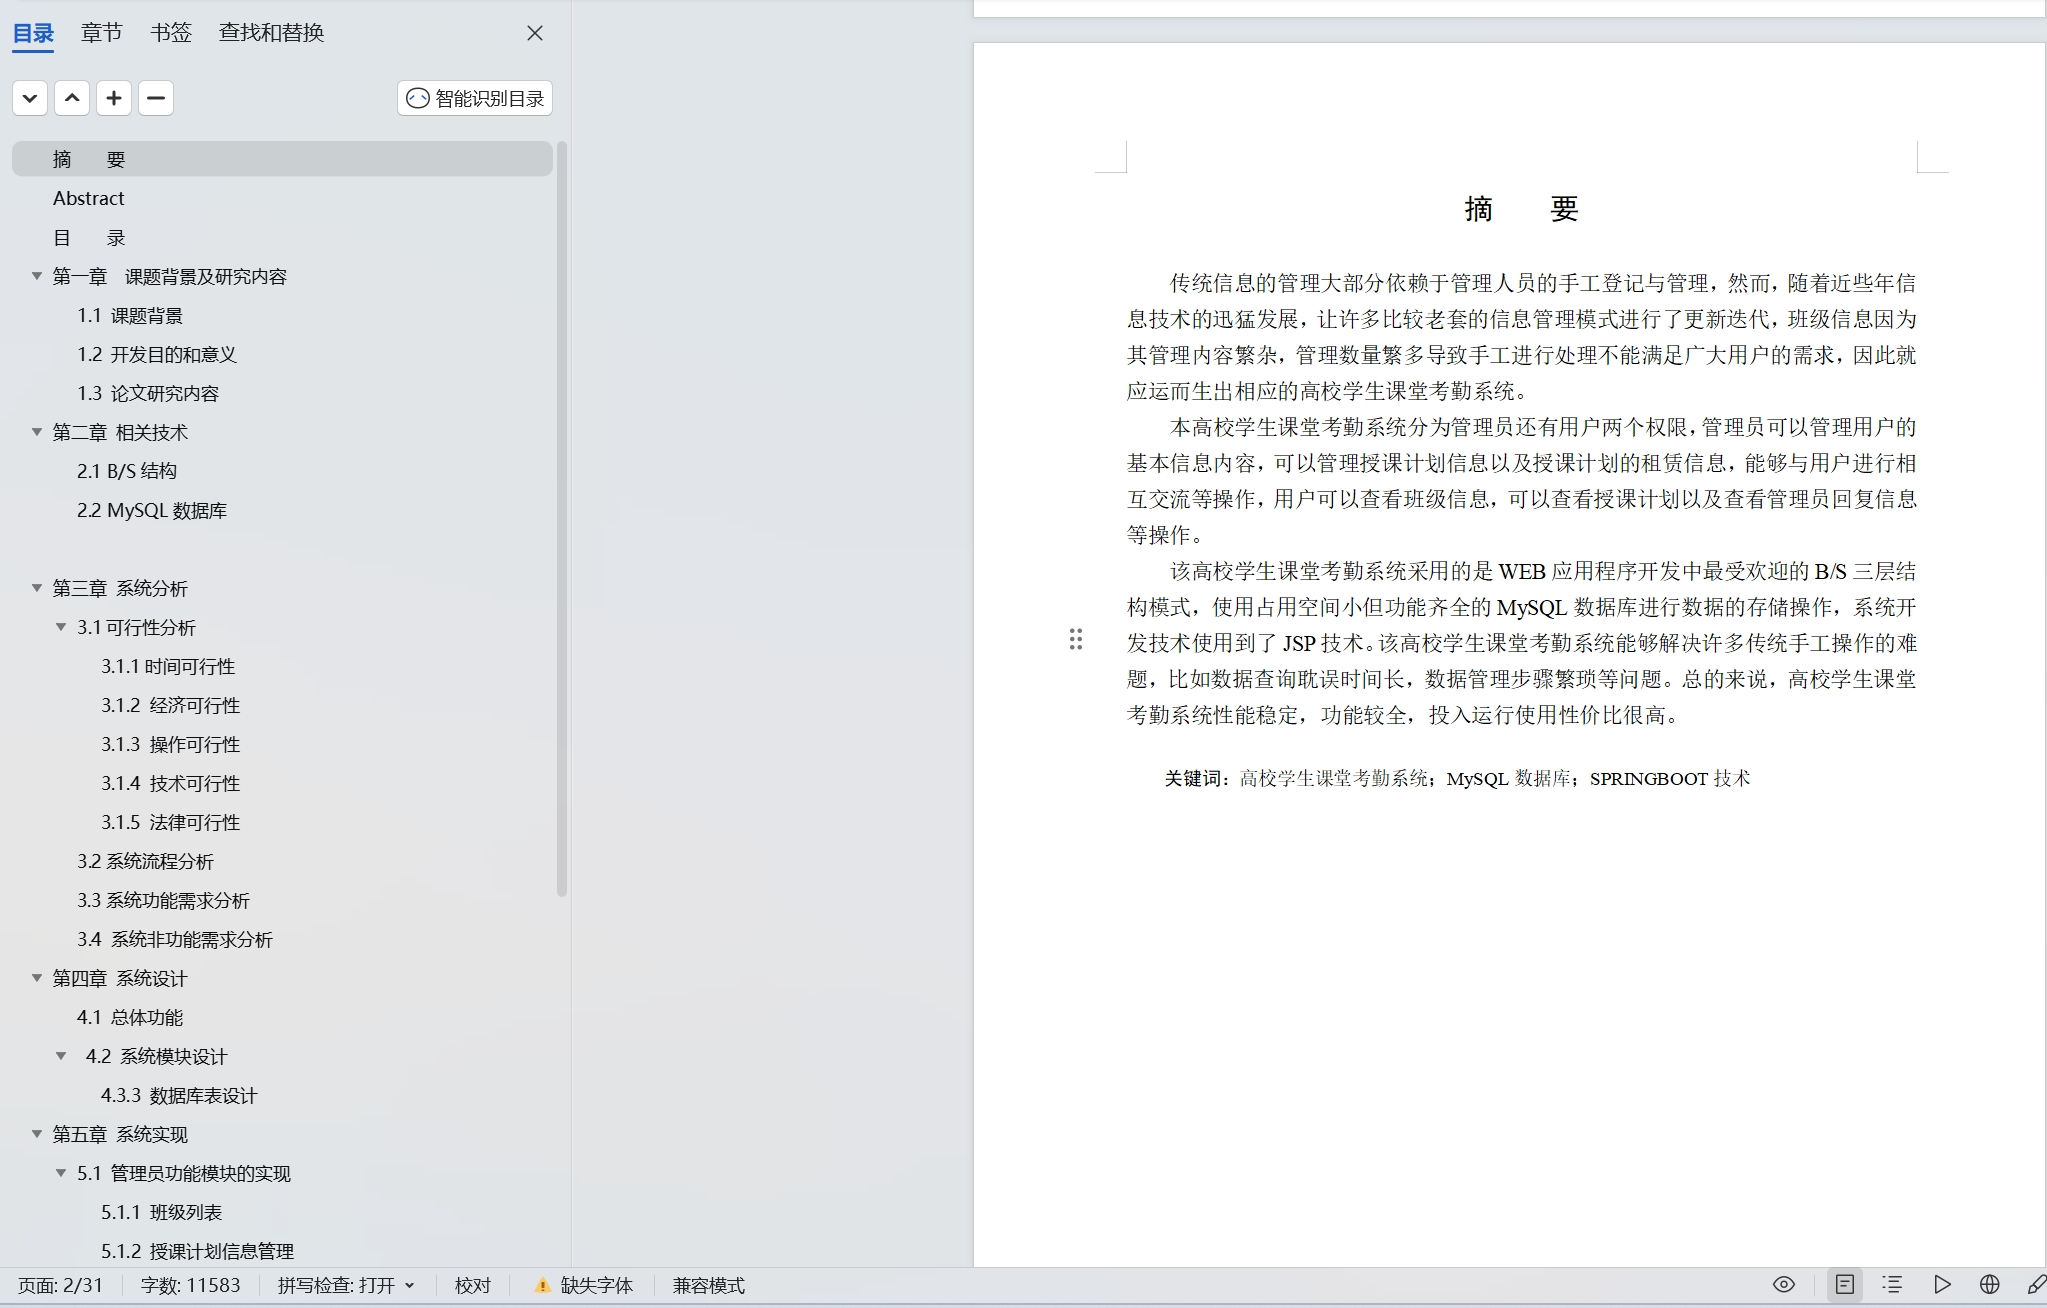 目录 章节 书签 查找和替换
智能识别目录
摘 要
Abstract
目 录
第一章 课题背景及研究内容
1.1 课题背景
1.2 开发目的和意义
1.3 论文研究内容
第二章 相关技术
2.1 B/S 结构
2.2 MySQL 数据库
第三章 系统分析
3.1 可行性分析
3.1.1 时间可行性
3.1.2 经济可行性
3.1.3 操作可行性
3.1.4 技术可行性
3.1.5 法律可行性
3.2 系统流程分析
3.3 系统功能需求分析
3.4 系统非功能需求分析
第四章 系统设计
4.1 总体功能
4.2 系统模块设计
4.3.3 数据库表设计
第五章 系统实现
5.1 管理员功能模块的实现
5.1.1 班级列表
5.1.2 授课计划信息管理
摘 要
传统信息的管理大部分依赖于管理人员的手工登记与管理，然而，随着近些年信
息技术的迅猛发展，让许多比较老套的信息管理模式进行了更新迭代，班级信息因为
其管理内容繁杂，管理数量繁多导致手工进行处理不能满足广大用户的需求，因此就
应运而生出相应的高校学生课堂考勤系统。
本高校学生课堂考勤系统分为管理员还有用户两个权限，管理员可以管理用户的
基本信息内容，可以管理授课计划信息以及授课计划的租赁信息，能够与用户进行相
互交流等操作，用户可以查看班级信息，可以查看授课计划以及查看管理员回复信息
等操作。
该高校学生课堂考勤系统采用的是 WEB 应用程序开发中最受欢迎的 B/S 三层结
构模式，使用占用空间小但功能齐全的 MySQL 数据库进行数据的存储操作，系统开
发技术使用到了 JSP 技术。该高校学生课堂考勤系统能够解决许多传统手工操作的难
题，比如数据查询耽误时间长，数据管理步骤繁琐等问题。总的来说，高校学生课堂
考勤系统性能稳定，功能较全，投入运行使用性价比很高。
关键词：高校学生课堂考勤系统；MySQL 数据库；SPRINGBOOT 技术
页面: 2/31 字数: 11583 拼写检查: 打开 校对 缺失字体 兼容模式